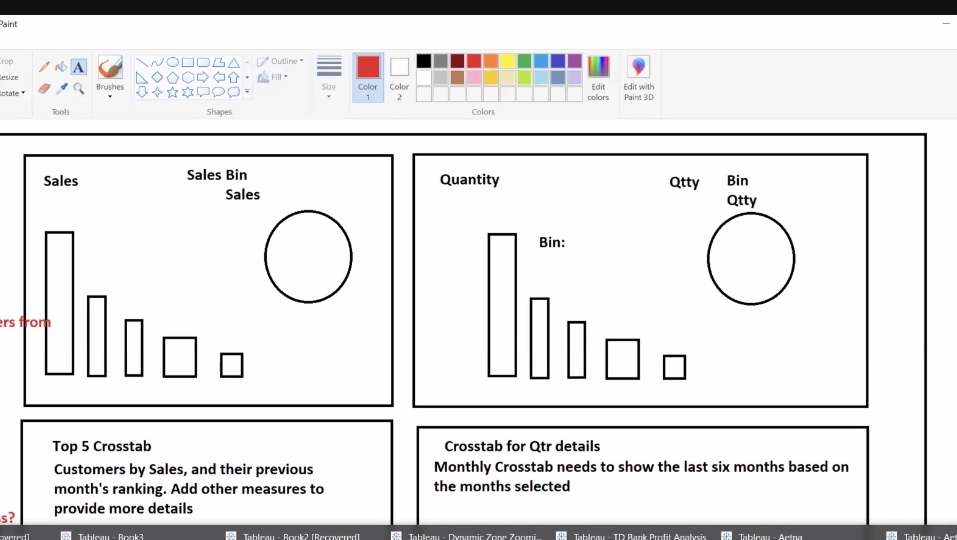 Paint
Crop
Resize
Rotate
A
Tools
Brushes
Shapes
Outline
Fill
Size
Color
1
Color
2
Colors
Edit
colors
Edit with
Paint 3D
Sales
Sales Bin
Sales
Quantity
Qtty
Bin
Qtty
Bin:
ers from
Top 5 Crosstab
Customers by Sales, and their previous
month's ranking. Add other measures to
provide more details
Crosstab for Qtr details
Monthly Crosstab needs to show the last six months based on
the months selected
s?
overed]
Tableau - Book3
Tableau - Book2 [Recovered]
Tableau - Dynamic Zone Zoomi...
Tableau - TD Bank Profit Analysis
Tableau - Aetna
Tableau - Aet